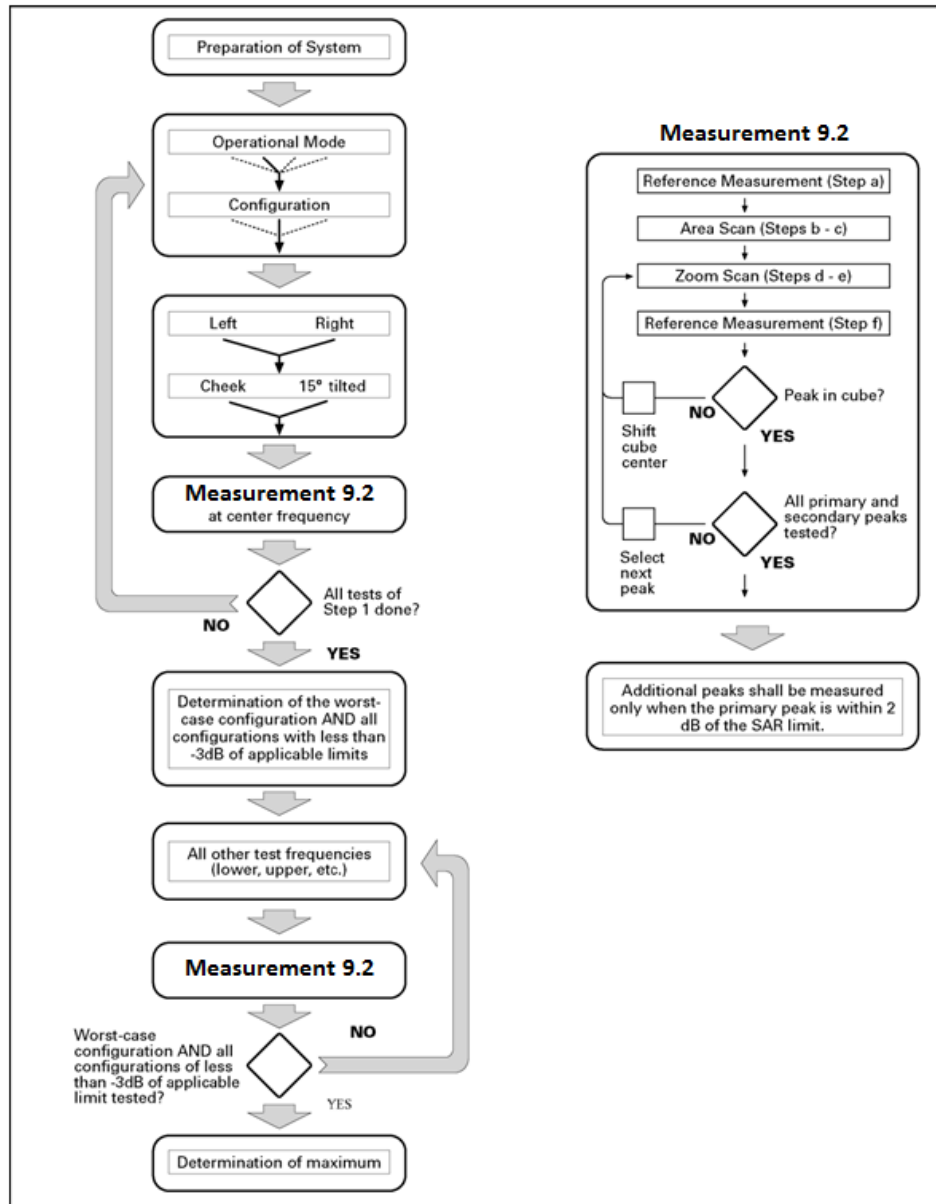 Preparation of System
Operational Mode
Configuration
Left Right
Cheek 15° tilted
Measurement 9.2
at center frequency
All tests of
Step 1 done?
NO
YES
Determination of the worst-
case configuration AND all
configurations with less than
-3dB of applicable limits
All other test frequencies
(lower, upper, etc.)
Measurement 9.2
NO
Worst-case
configuration AND all
configurations of less
than -3dB of applicable
limit tested?
YES
Determination of maximum
Measurement 9.2
Reference Measurement (Step a)
Area Scan (Steps b - c)
Zoom Scan (Steps d - e)
Reference Measurement (Step f)
Peak in cube?
NO
YES
Shift
cube
center
All primary and
secondary peaks
tested?
NO
YES
Select
next
peak
Additional peaks shall be measured
only when the primary peak is within 2
dB of the SAR limit.